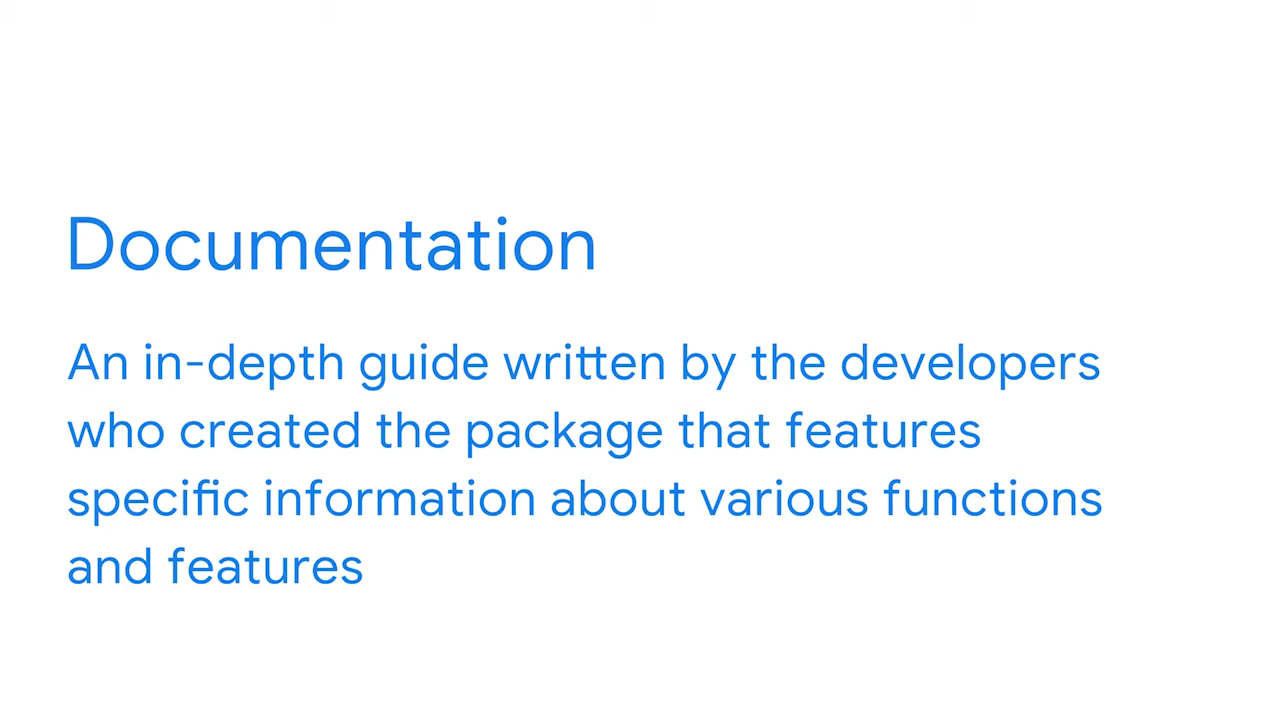 Documentation
An in-depth guide written by the developers
who created the package that features
specific information about various functions
and features